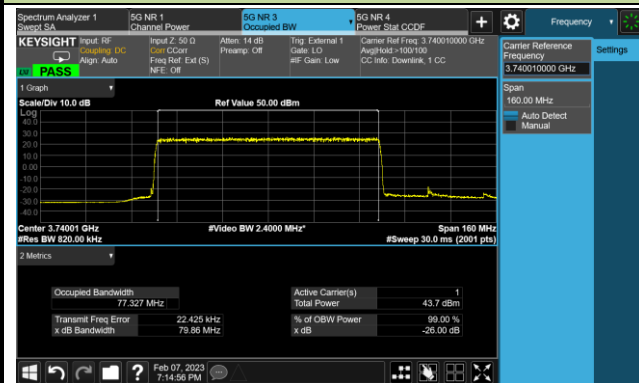 Spectrum Analyzer 1
Swept SA
5G NR 1
Channel Power
5G NR 3
Occupied BW
5G NR 4
Power Stat CCDF
Frequency
KEYSIGHT
Input: RF
Coupling: DC
Align: Auto
Input Z: 50 Ω
Corr CCorr
Freq Ref: Ext (S)
NFE: Off
Atten: 14 dB
Preamp: Off
Trig: External 1
Gate: LO
#IF Gain: Low
Carrier Ref Freq: 3.740010000 GHz
Avg|Hold:>100/100
CC Info: Downlink, 1 CC
PASS
Carrier Reference
Frequency
3.740010000 GHz
Settings
Span
160.00 MHz
Auto Detect
Manual
1 Graph
Scale/Div 10.0 dB
Ref Value 50.00 dBm
Log
40.0
30.0
20.0
10.0
0.00
-10.0
-20.0
-30.0
-40.0
Center 3.74001 GHz
#Video BW 2.4000 MHz*
Span 160 MHz
#Res BW 820.00 kHz
#Sweep 30.0 ms (2001 pts)
2 Metrics
Occupied Bandwidth
77.327 MHz
Active Carrier(s)
1
Total Power
43.7 dBm
Transmit Freq Error
22.425 kHz
% of OBW Power
99.00 %
x dB Bandwidth
79.86 MHz
x dB
-26.00 dB
Feb 07, 2023
7:14:56 PM